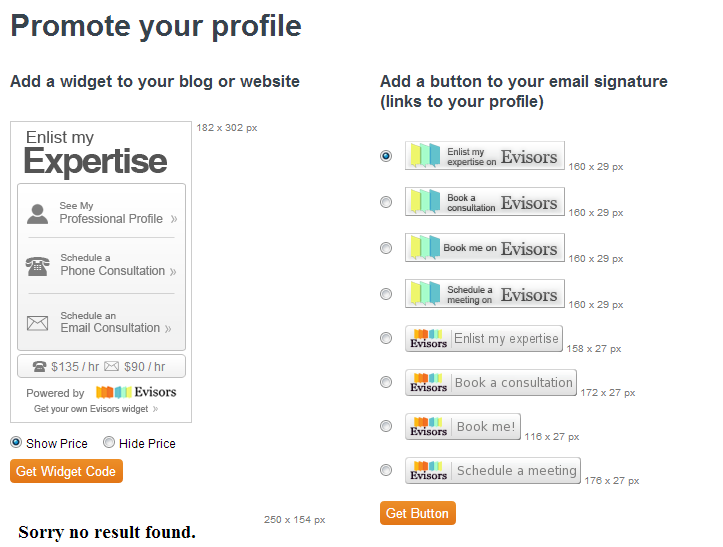 Promote your profile
Add a widget to your blog or website
182 x 302 px
Enlist my
Expertise
See My
Professional Profile »
Schedule a
Phone Consultation »
Schedule an
Email Consultation »
$135 / hr $90 / hr
Powered by Evisors
Get your own Evisors widget »
Show Price Hide Price
Get Widget Code
250 x 154 px
Sorry no result found.
Add a button to your email signature
(links to your profile)
Enlist my
expertise on Evisors 160 x 29 px
Book a
consultation Evisors 160 x 29 px
Book me on Evisors 160 x 29 px
Schedule a
meeting on Evisors 160 x 29 px
Evisors Enlist my expertise 158 x 27 px
Evisors Book a consultation 172 x 27 px
Evisors Book me! 116 x 27 px
Evisors Schedule a meeting 176 x 27 px
Get Button